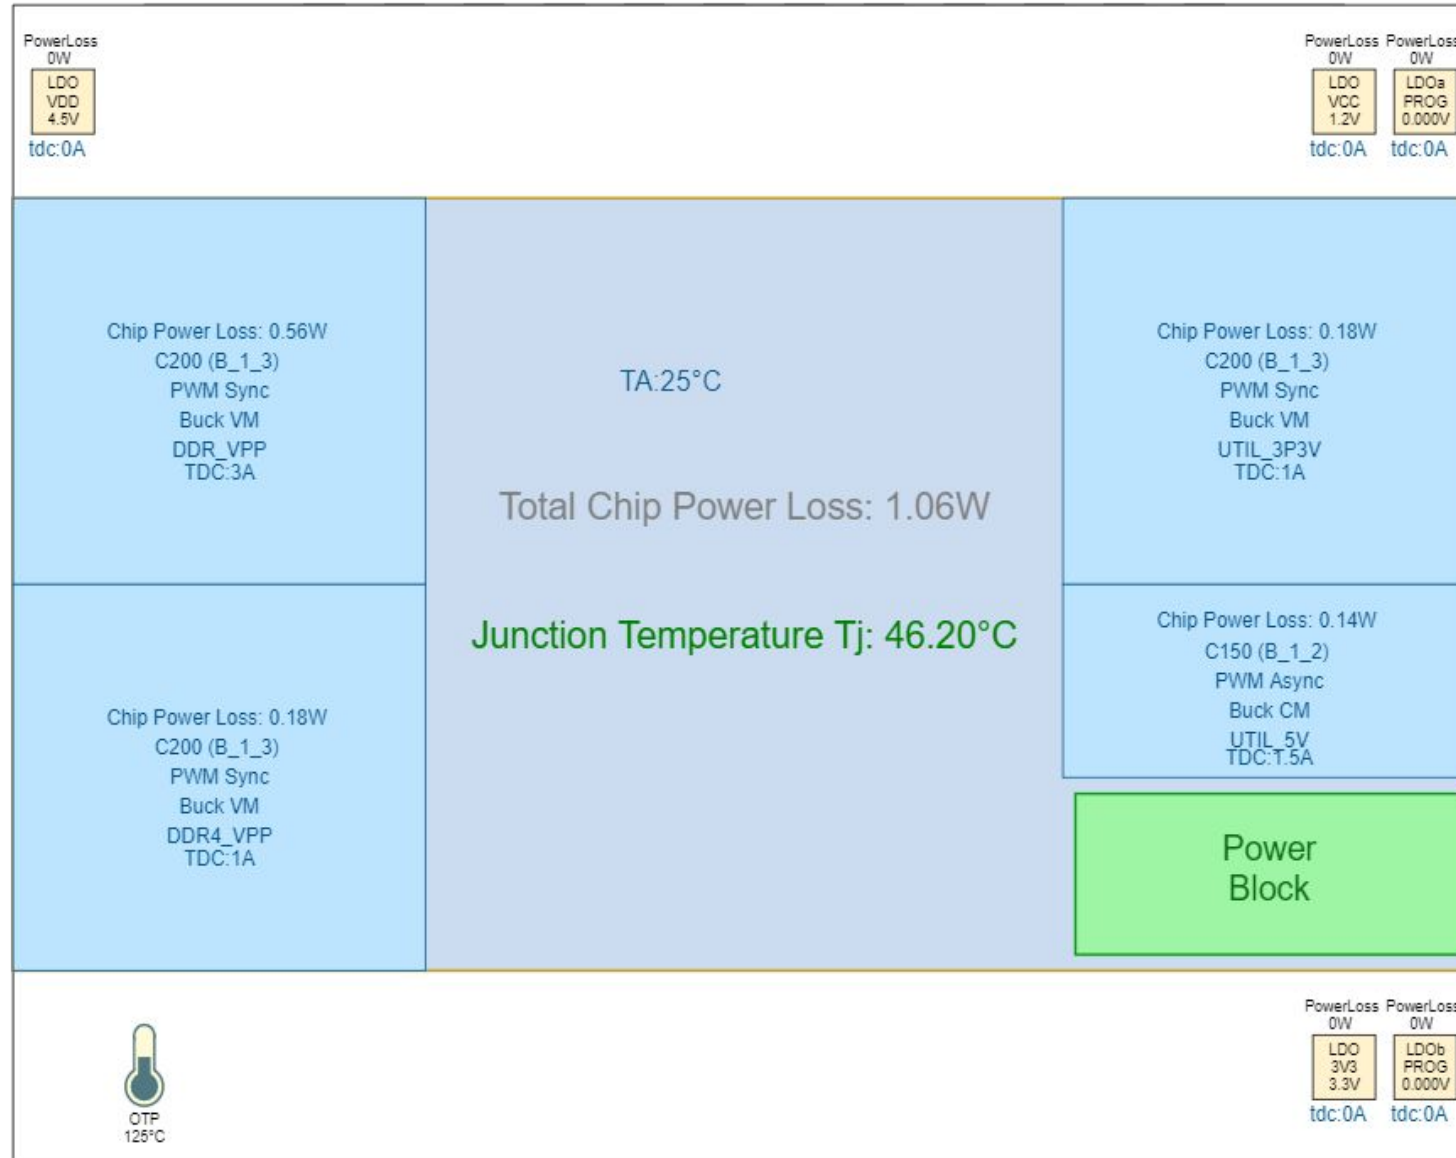 PowerLoss
0W
LDO
VDD
4.5V
tdc:0A
PowerLoss
0W
LDO
VCC
1.2V
tdc:0A
PowerLoss
0W
LDOa
PROG
0.000V
tdc:0A
Chip Power Loss: 0.56W
C200 (B_1_3)
PWM Sync
Buck VM
DDR_VPP
TDC:3A
TA:25°C
Total Chip Power Loss: 1.06W
Junction Temperature Tj: 46.20°C
Chip Power Loss: 0.18W
C200 (B_1_3)
PWM Sync
Buck VM
UTIL_3P3V
TDC:1A
Chip Power Loss: 0.18W
C200 (B_1_3)
PWM Sync
Buck VM
DDR4_VPP
TDC:1A
Chip Power Loss: 0.14W
C150 (B_1_2)
PWM Async
Buck CM
UTIL_5V
TDC:1.5A
Power
Block
OTP
125°C
PowerLoss
0W
LDO
3V3
3.3V
tdc:0A
PowerLoss
0W
LDOb
PROG
0.000V
tdc:0A